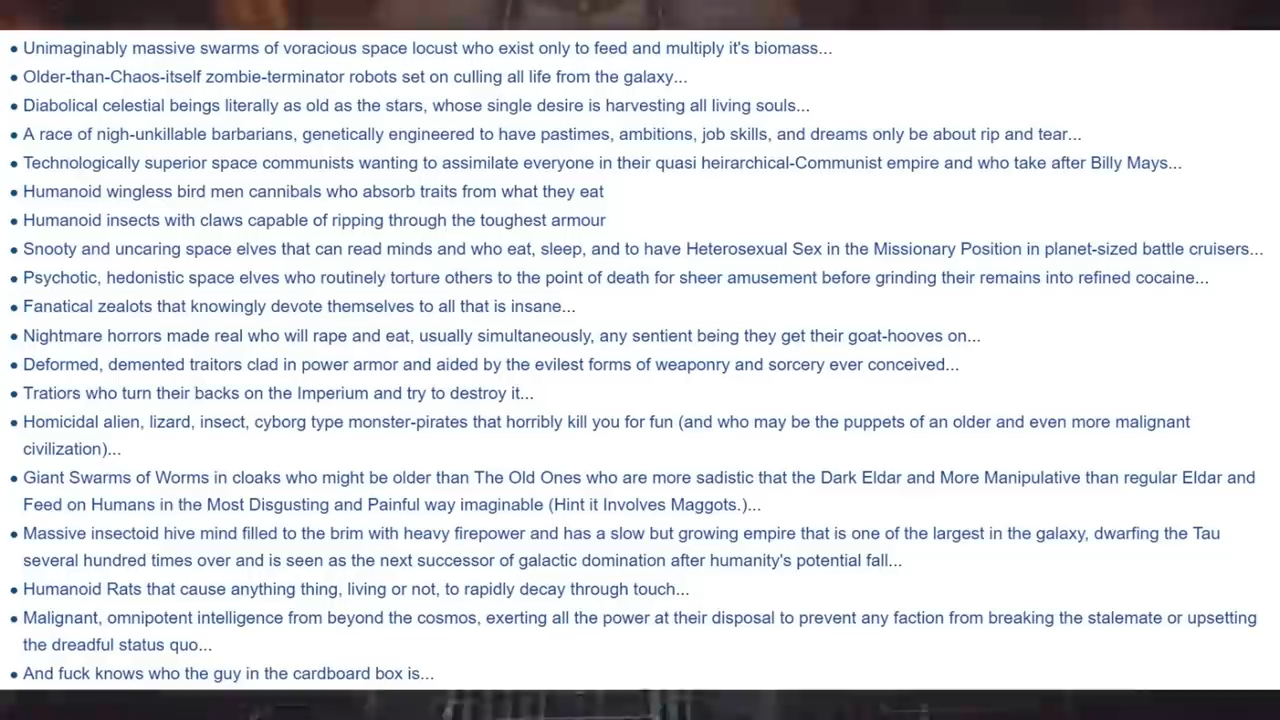 • Unimaginably massive swarms of voracious space locust who exist only to feed and multiply it's biomass...
• Older-than-Chaos-itself zombie-terminator robots set on culling all life from the galaxy...
• Diabolical celestial beings literally as old as the stars, whose single desire is harvesting all living souls...
• A race of nigh-unkillable barbarians, genetically engineered to have pastimes, ambitions, job skills, and dreams only be about rip and tear...
• Technologically superior space communists wanting to assimilate everyone in their quasi heirarchical-Communist empire and who take after Billy Mays...
• Humanoid wingless bird men cannibals who absorb traits from what they eat
• Humanoid insects with claws capable of ripping through the toughest armour
• Snooty and uncaring space elves that can read minds and who eat, sleep, and to have Heterosexual Sex in the Missionary Position in planet-sized battle cruisers...
• Psychotic, hedonistic space elves who routinely torture others to the point of death for sheer amusement before grinding their remains into refined cocaine...
• Fanatical zealots that knowingly devote themselves to all that is insane...
• Nightmare horrors made real who will rape and eat, usually simultaneously, any sentient being they get their goat-hooves on...
• Deformed, demented traitors clad in power armor and aided by the evilest forms of weaponry and sorcery ever conceived...
• Tratiors who turn their backs on the Imperium and try to destroy it...
• Homicidal alien, lizard, insect, cyborg type monster-pirates that horribly kill you for fun (and who may be the puppets of an older and even more malignant
civilization)...
• Giant Swarms of Worms in cloaks who might be older than The Old Ones who are more sadistic that the Dark Eldar and More Manipulative than regular Eldar and
Feed on Humans in the Most Disgusting and Painful way imaginable (Hint it Involves Maggots.)...
• Massive insectoid hive mind filled to the brim with heavy firepower and has a slow but growing empire that is one of the largest in the galaxy, dwarfing the Tau
several hundred times over and is seen as the next successor of galactic domination after humanity's potential fall...
• Humanoid Rats that cause anything thing, living or not, to rapidly decay through touch...
• Malignant, omnipotent intelligence from beyond the cosmos, exerting all the power at their disposal to prevent any faction from breaking the stalemate or upsetting
the dreadful status quo...
• And fuck knows who the guy in the cardboard box is...